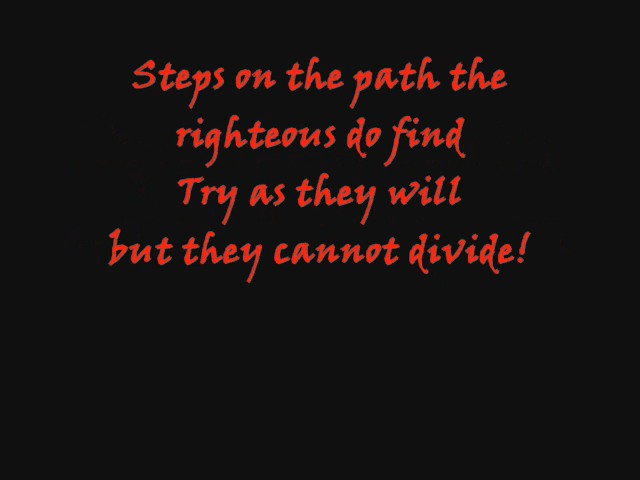 Steps on the path the
righteous do find
Try as they will
but they cannot divide!